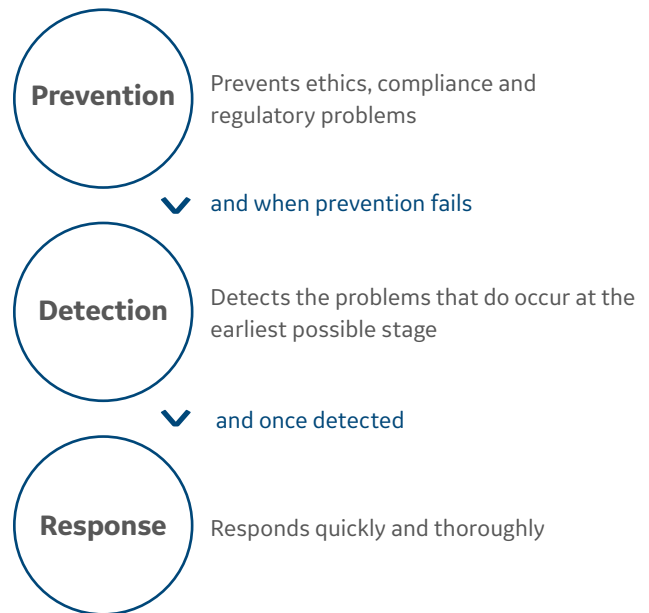 Prevention
Prevents ethics, compliance and
regulatory problems
and when prevention fails
Detection
Detects the problems that do occur at the
earliest possible stage
and once detected
Response
Responds quickly and thoroughly